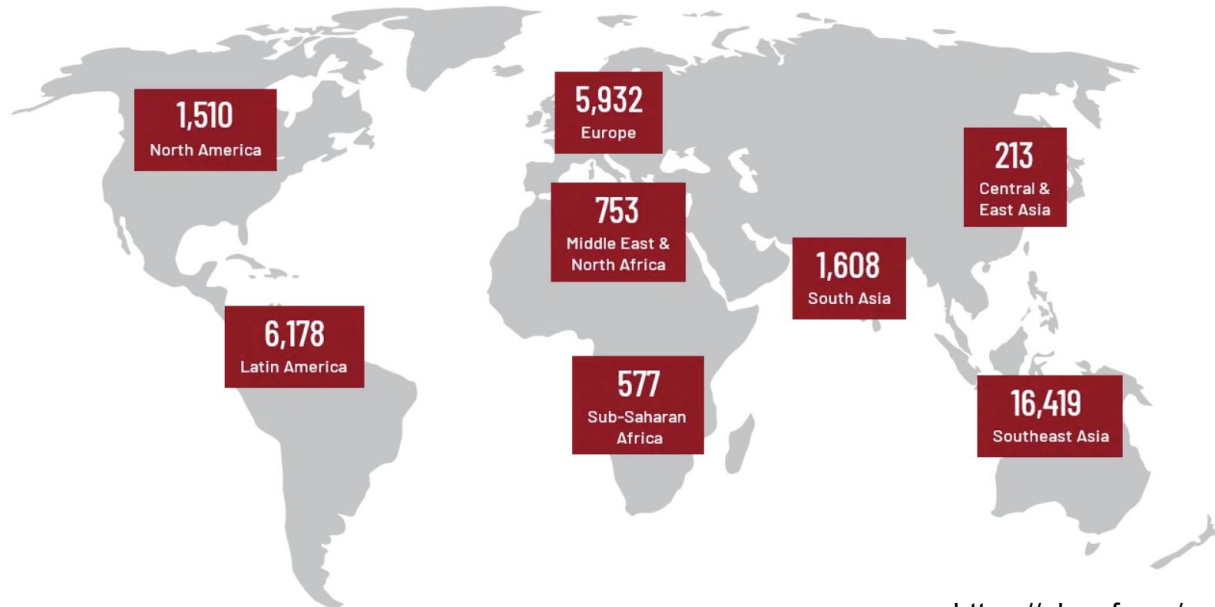 1,510
North America
5,932
Europe
213
Central &
East Asia
753
Middle East &
North Africa
1,608
South Asia
6,178
Latin America
577
Sub-Saharan
Africa
16,419
Southeast Asia